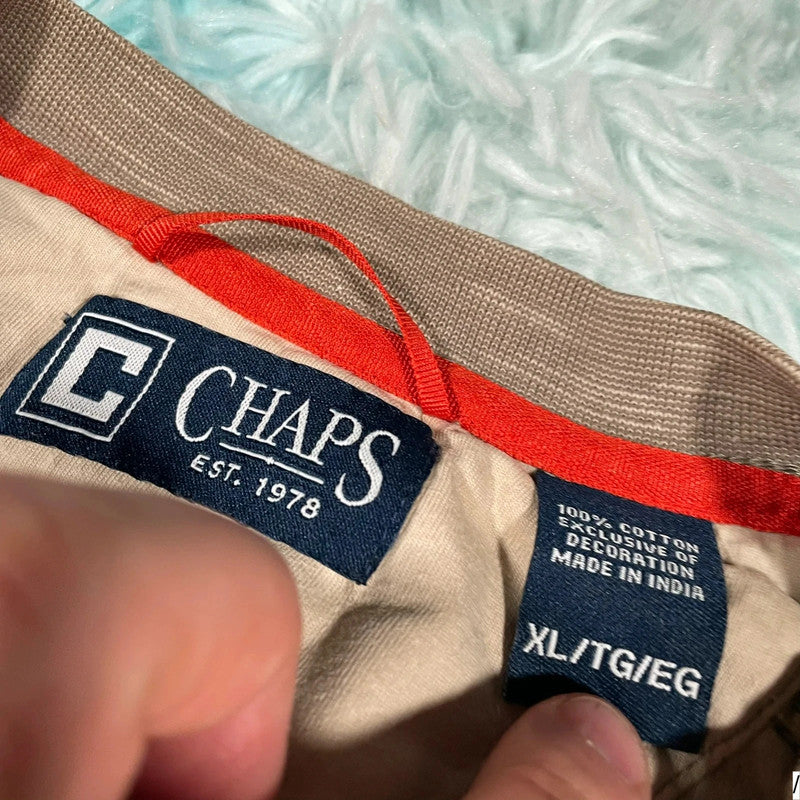 C
CHAPS
EST. 1978
100% COTTON
EXCLUSIVE OF
DECORATION
MADE IN INDIA
XL/TG/EG